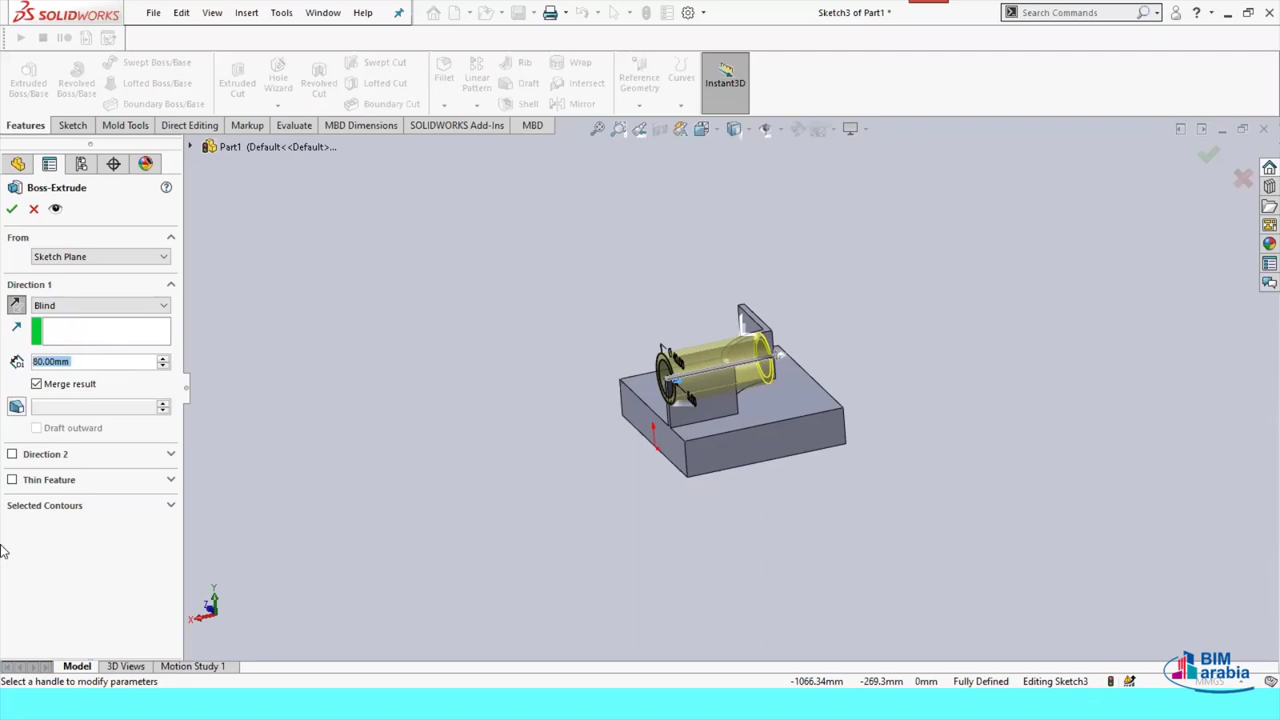 SOLIDWORKS File Edit View Insert Tools Window Help Sketch3 of Part1 * Search Commands
Extruded Boss/Base
Revolved Boss/Base
Swept Boss/Base
Lofted Boss/Base
Boundary Boss/Base
Extruded Cut
Hole Wizard
Revolved Cut
Swept Cut
Lofted Cut
Boundary Cut
Fillet
Linear Pattern
Rib
Draft
Shell
Wrap
Intersect
Mirror
Reference Geometry
Curves
Instant3D
Features Sketch Mold Tools Direct Editing Markup Evaluate MBD Dimensions SOLIDWORKS Add-Ins MBD
Part1 (Default<<Default>...
Boss-Extrude
From
Sketch Plane
Direction 1
Blind
80.00mm
Merge result
Draft outward
Direction 2
Thin Feature
Selected Contours
Y
Z
X
Model 3D Views Motion Study 1
Select a handle to modify parameters -1066.34mm -269.3mm 0mm Fully Defined Editing Sketch3 MMGS
BIM
arabia